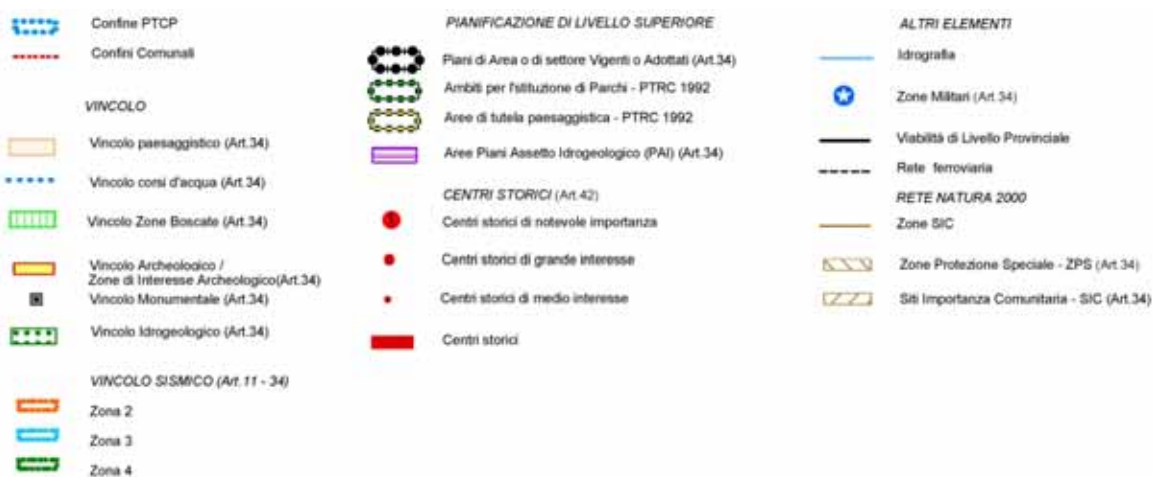 Confine PTCP
Confini Comunali
VINCOLO
Vincolo paesaggistico (Art.34)
Vincolo corsi d'acqua (Art.34)
Vincolo Zone Boscate (Art.34)
Vincolo Archeologico /
Zone di Interesse Archeologico(Art.34)
Vincolo Monumentale (Art.34)
Vincolo Idrogeologico (Art.34)
VINCOLO SISMICO (Art.11 - 34)
Zona 2
Zona 3
Zona 4
PIANIFICAZIONE DI LIVELLO SUPERIORE
Piani di Area o di settore Vigenti o Adottati (Art.34)
Ambiti per l'istituzione di Parchi - PTRC 1992
Aree di tutela paesaggistica - PTRC 1992
Aree Piani Assetto Idrogeologico (PAI) (Art.34)
CENTRI STORICI (Art.42)
Centri storici di notevole importanza
Centri storici di grande interesse
Centri storici di medio interesse
Centri storici
ALTRI ELEMENTI
Idrografia
Zone Militari (Art.34)
Viabilità di Livello Provinciale
Rete ferroviaria
RETE NATURA 2000
Zone SIC
Zone Protezione Speciale - ZPS (Art.34)
Siti Importanza Comunitaria - SIC (Art.34)